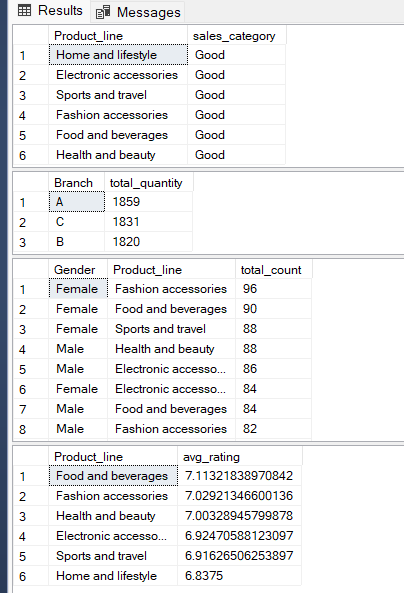 Results Messages
Product_line sales_category
1 Home and lifestyle Good
2 Electronic accessories Good
3 Sports and travel Good
4 Fashion accessories Good
5 Food and beverages Good
6 Health and beauty Good
Branch total_quantity
1 A 1859
2 C 1831
3 B 1820
Gender Product_line total_count
1 Female Fashion accessories 96
2 Female Food and beverages 90
3 Female Sports and travel 88
4 Male Health and beauty 88
5 Male Electronic accesso... 86
6 Female Electronic accesso... 84
7 Male Food and beverages 84
8 Male Fashion accessories 82
Product_line avg_rating
1 Food and beverages 7.11321838970842
2 Fashion accessories 7.02921346600136
3 Health and beauty 7.00328945799878
4 Electronic accesso... 6.92470588123097
5 Sports and travel 6.91626506253897
6 Home and lifestyle 6.8375